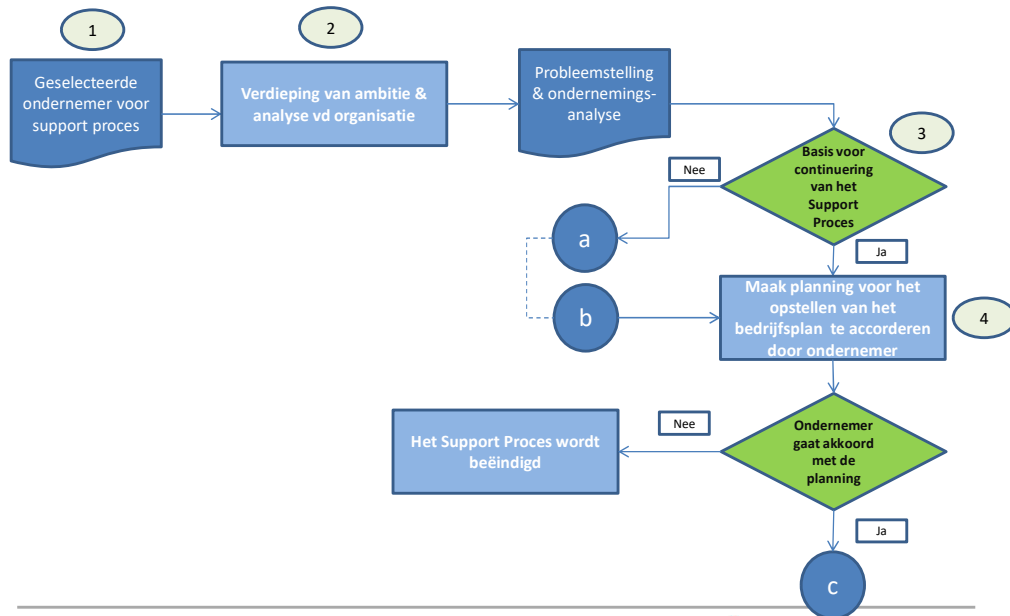 1
2
Geselecteerde
ondernemer voor
support proces
Verdieping van ambitie &
analyse vd organisatie
Probleemstelling
& ondernemings-
analyse
3
Basis voor
continuering
van het
Support
Proces
Nee
a
Ja
b
Maak planning voor het
opstellen van het
bedrijfsplan te accorderen
door ondernemer
4
Nee
Ondernemer
gaat akkoord
met de
planning
Het Support Proces wordt
beëindigd
Ja
c